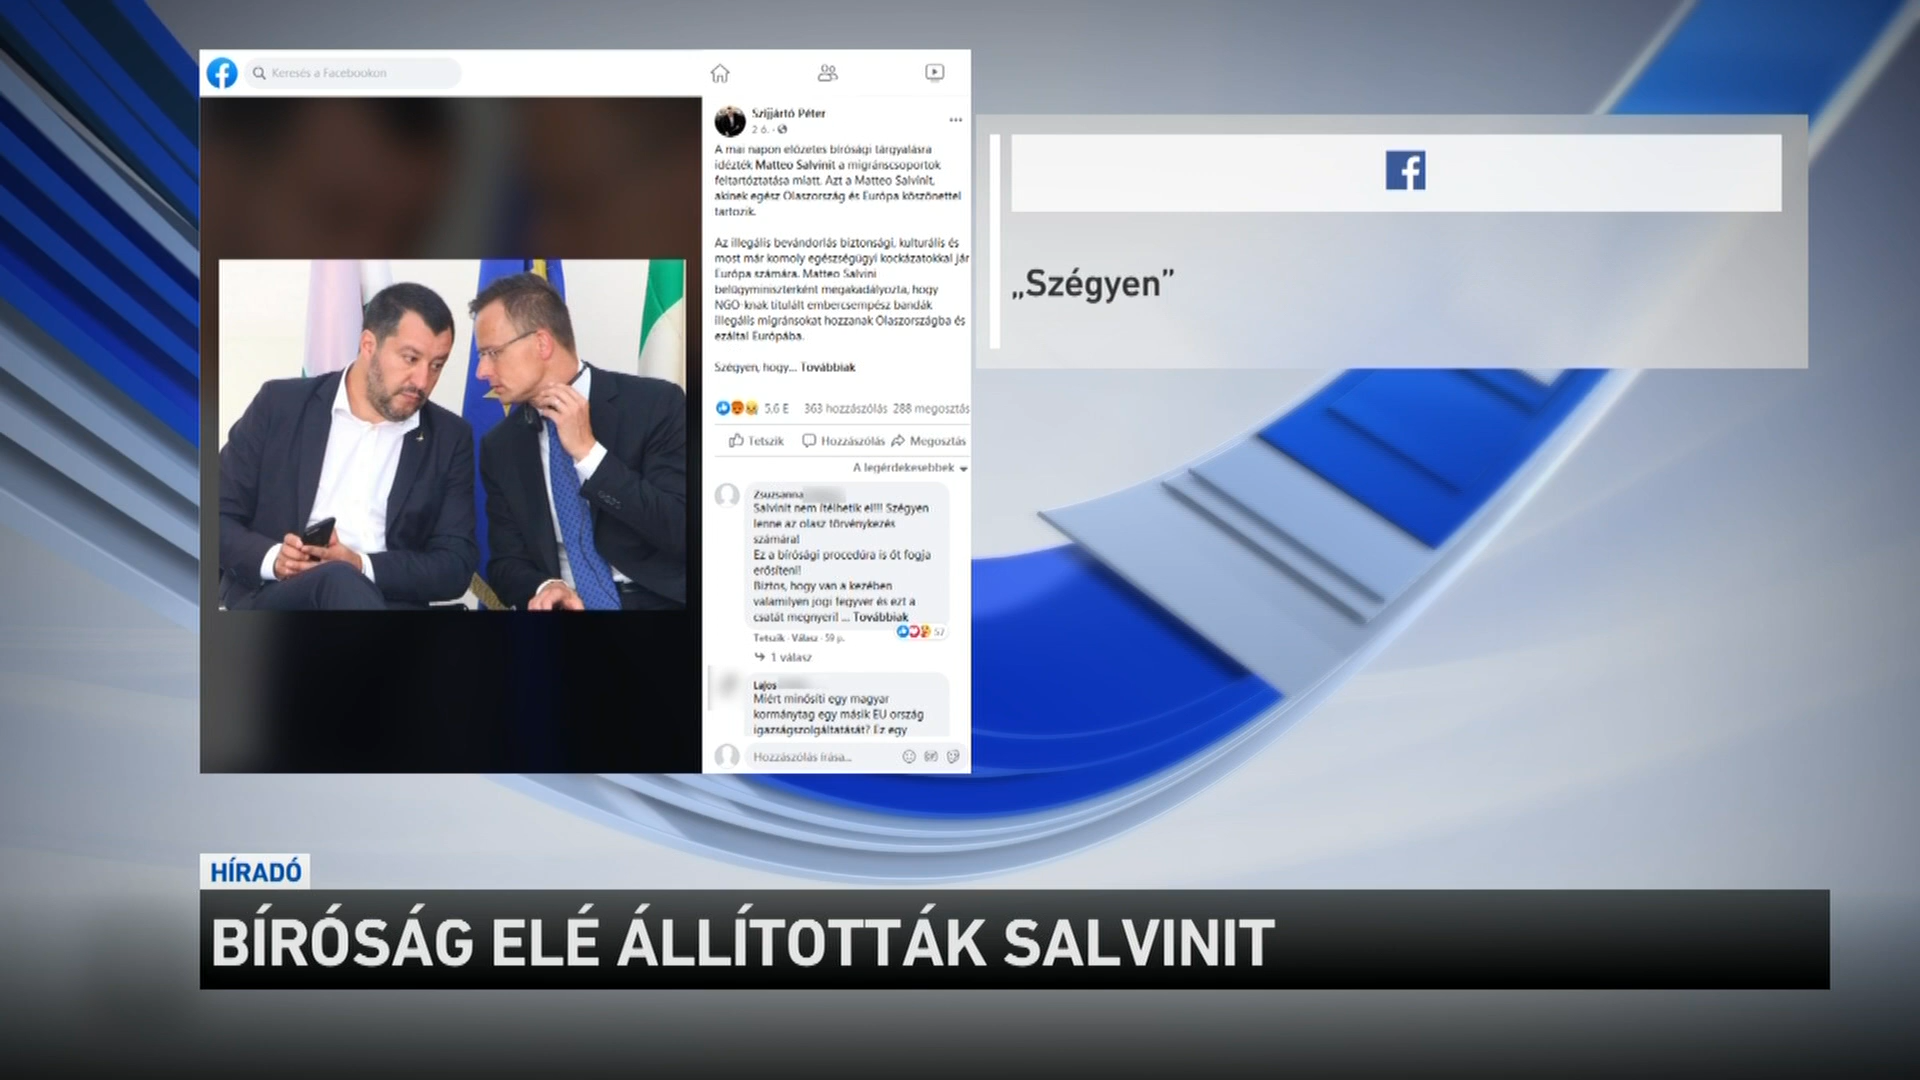 Keresés a Facebookon
Szijjártó Péter
2 ó.
A mai napon előzetes bírósági tárgyalásra
idézték Matteo Salvinit a migránscsoportok
feltartóztatása miatt. Azt a Matteo Salvinit,
akinek egész Olaszország és Európa köszönettel
tartozik.
Az illegális bevándorlás biztonsági, kulturális és
most már komoly egészségügyi kockázatokkal jár
Európa számára. Matteo Salvini
belügyminiszterként megakadályozta, hogy
NGO-knak titulált embercsempész bandák
illegális migránsokat hozzanak Olaszországba és
ezáltal Európába.
Szégyen, hogy... Továbbiak
5,6 E 363 hozzászólás 288 megosztás
Tetszik Hozzászólás Megosztás
A legérdekesebbek
Zsuzsanna
Salvinit nem ítélhetik el!!! Szégyen
lenne az olasz törvénykezés
számára!
Ez a bírósági procedúra is őt fogja
erősíteni!
Biztos, hogy van a kezében
valamilyen jogi fegyver és ezt a
csatát megnyeri! ... Továbbiak
57
Tetszik · Válasz · 59 p.
1 válasz
Lajos
Miért minősíti egy magyar
kormánytag egy másik EU ország
igazságszolgáltatását? Ez egy
Hozzászólás írása...
„Szégyen”
HÍRADÓ
BÍRÓSÁG ELÉ ÁLLÍTOTTÁK SALVINIT